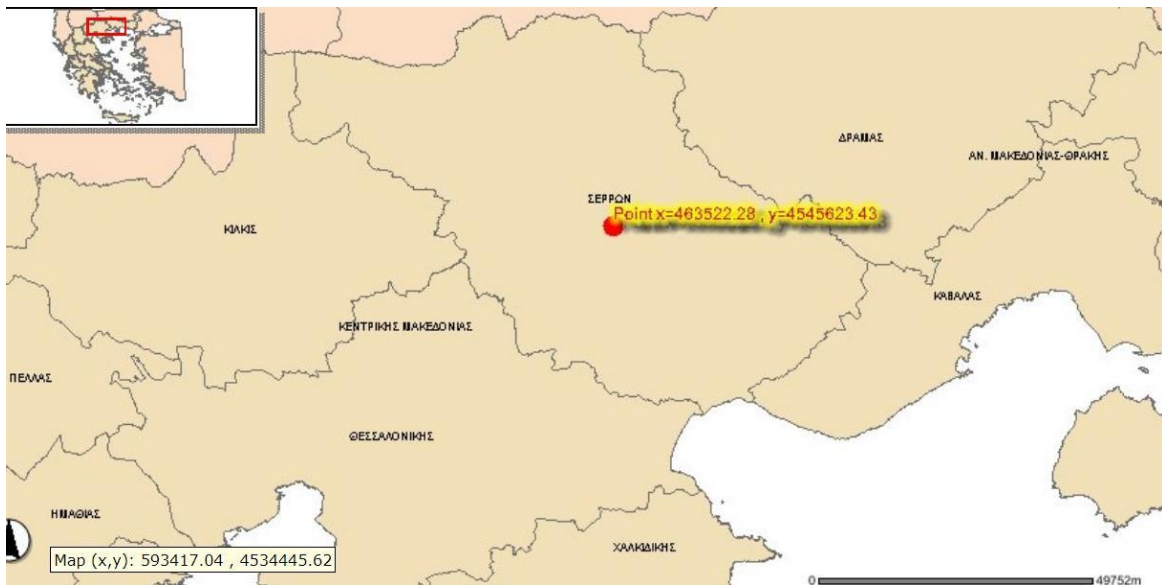 ΔΡΑΜΑΣ
ΑΝ. ΜΑΚΕΔΟΝΙΑΣ-ΘΡΑΚΗΣ
ΣΕΡΡΩΝ
Point x=463522.28 , y=4545623.43
ΚΙΛΚΙΣ
ΚΑΒΑΛΑΣ
ΚΕΝΤΡΙΚΗΣ ΜΑΚΕΔΟΝΙΑΣ
ΠΕΛΛΑΣ
ΘΕΣΣΑΛΟΝΙΚΗΣ
ΗΜΑΘΙΑΣ
ΧΑΛΚΙΔΙΚΗΣ
Map (x,y): 593417.04 , 4534445.62
0 49752m